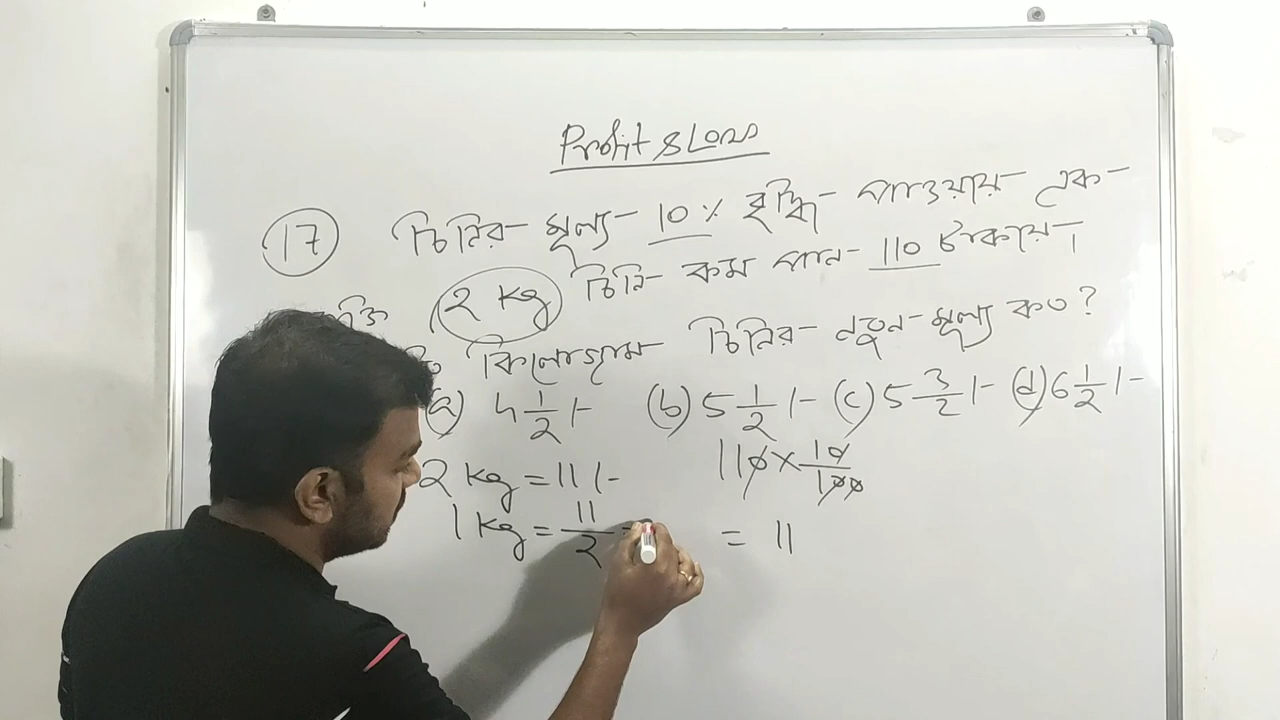 Profit & Loss
17 চিনির মূল্য 10% বৃদ্ধি পাওয়ায় এক
ব্যক্তি 2 kg চিনি কম পান 110 টাকায়।
কিলোগ্রাম চিনির নতুন মূল্য কত?
(a) 4 1/2 /- (b) 5 1/2 /- (c) 5 3/2 /- (d) 6 1/2 /-
2 kg = 11 /- 110 × 10/100
1 kg = 11/2 = = 11